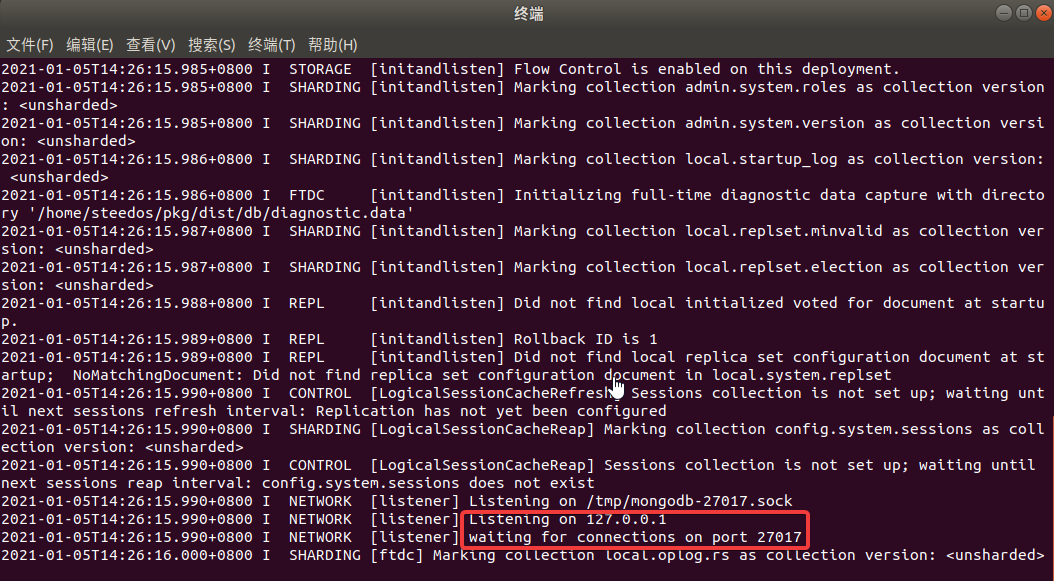 终端
文件(F) 编辑(E) 查看(V) 搜索(S) 终端(T) 帮助(H)
2021-01-05T14:26:15.985+0800 I  STORAGE  [initandlisten] Flow Control is enabled on this deployment.
2021-01-05T14:26:15.985+0800 I  SHARDING [initandlisten] Marking collection admin.system.roles as collection version
: <unsharded>
2021-01-05T14:26:15.985+0800 I  SHARDING [initandlisten] Marking collection admin.system.version as collection versi
on: <unsharded>
2021-01-05T14:26:15.986+0800 I  SHARDING [initandlisten] Marking collection local.startup_log as collection version:
 <unsharded>
2021-01-05T14:26:15.986+0800 I  FTDC     [initandlisten] Initializing full-time diagnostic data capture with directo
ry '/home/steedos/pkg/dist/db/diagnostic.data'
2021-01-05T14:26:15.987+0800 I  SHARDING [initandlisten] Marking collection local.replset.minvalid as collection ver
sion: <unsharded>
2021-01-05T14:26:15.987+0800 I  SHARDING [initandlisten] Marking collection local.replset.election as collection ver
sion: <unsharded>
2021-01-05T14:26:15.988+0800 I  REPL     [initandlisten] Did not find local initialized voted for document at startu
p.
2021-01-05T14:26:15.989+0800 I  REPL     [initandlisten] Rollback ID is 1
2021-01-05T14:26:15.989+0800 I  REPL     [initandlisten] Did not find local replica set configuration document at st
artup;  NoMatchingDocument: Did not find replica set configuration document in local.system.replset
2021-01-05T14:26:15.990+0800 I  CONTROL  [LogicalSessionCacheRefresh] Sessions collection is not set up; waiting unt
il next sessions refresh interval: Replication has not yet been configured
2021-01-05T14:26:15.990+0800 I  SHARDING [LogicalSessionCacheReap] Marking collection config.system.sessions as coll
ection version: <unsharded>
2021-01-05T14:26:15.990+0800 I  CONTROL  [LogicalSessionCacheReap] Sessions collection is not set up; waiting until
next sessions reap interval: config.system.sessions does not exist
2021-01-05T14:26:15.990+0800 I  NETWORK  [listener] Listening on /tmp/mongodb-27017.sock
2021-01-05T14:26:15.990+0800 I  NETWORK  [listener] Listening on 127.0.0.1
2021-01-05T14:26:15.990+0800 I  NETWORK  [listener] waiting for connections on port 27017
2021-01-05T14:26:16.000+0800 I  SHARDING [ftdc] Marking collection local.oplog.rs as collection version: <unsharded>